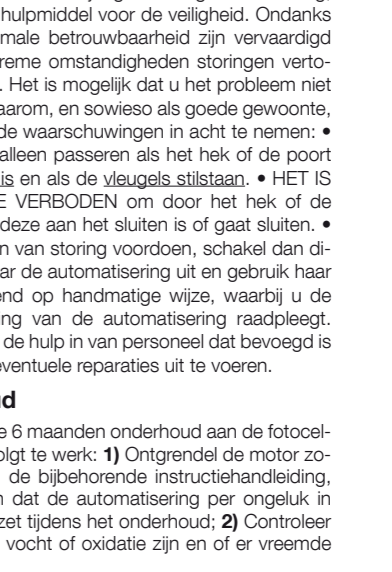 hulpmiddel voor de veiligheid. Ondanks
male betrouwbaarheid zijn vervaardigd
reme omstandigheden storingen verto-
. Het is mogelijk dat u het probleem niet
aarom, en sowieso als goede gewoonte,
de waarschuwingen in acht te nemen: •
alleen passeren als het hek of de poort
is en als de vleugels stilstaan. • HET IS
E VERBODEN om door het hek of de
deze aan het sluiten is of gaat sluiten. •
n van storing voordoen, schakel dan di-
ar de automatisering uit en gebruik haar
end op handmatige wijze, waarbij u de
ing van de automatisering raadpleegt.
de hulp in van personeel dat bevoegd is
eventuele reparaties uit te voeren.
ud
e 6 maanden onderhoud aan de fotocel-
olgt te werk: 1) Ontgrendel de motor zo-
de bijbehorende instructiehandleiding,
n dat de automatisering per ongeluk in
zet tijdens het onderhoud; 2) Controleer
vocht of oxidatie zijn en of er vreemde